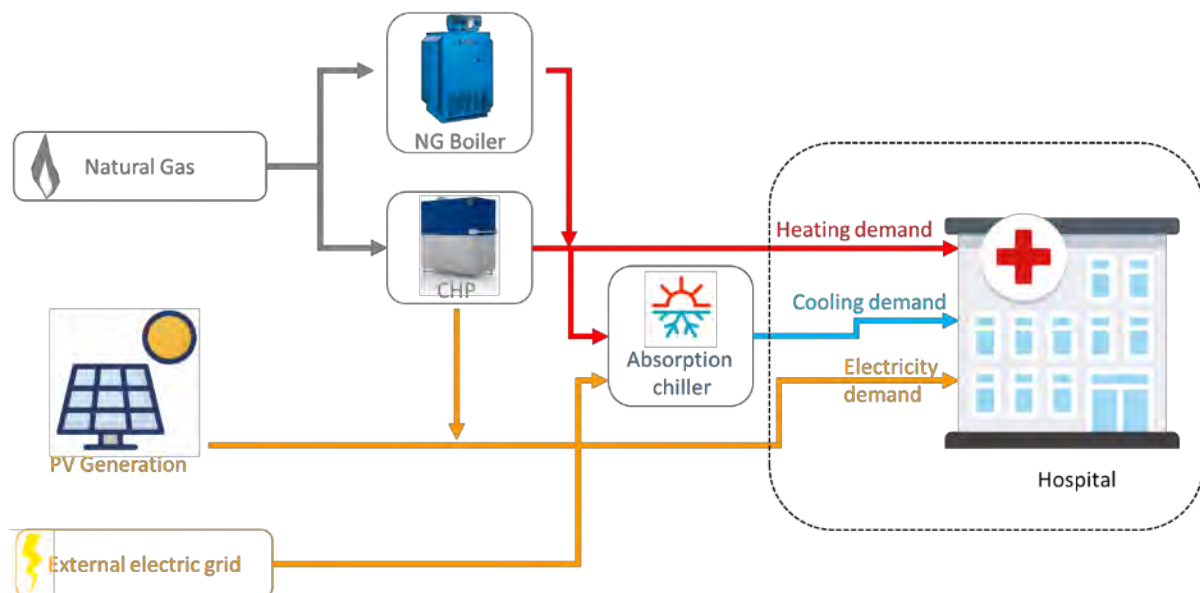 NG Boiler
Natural Gas
CHP
Heating demand
Cooling demand
Absorption
chiller
Electricity
demand
PV Generation
Hospital
External electric grid